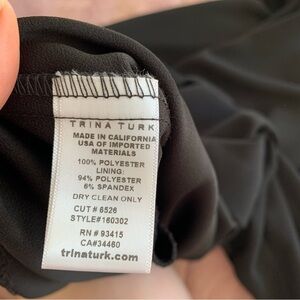 TRINA TURK
MADE IN CALIFORNIA
USA OF IMPORTED
MATERIALS
100% POLYESTER
LINING:
94% POLYESTER
6% SPANDEX
DRY CLEAN ONLY
CUT # 6526
STYLE#160302
RN # 93415
CA#34460
trinaturk.com